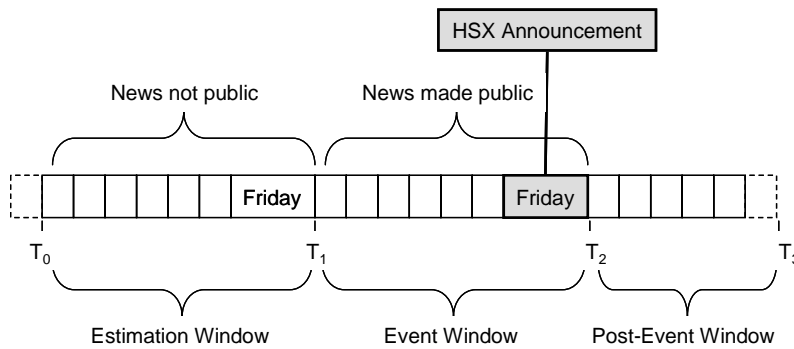 HSX Announcement
News not public
News made public
Friday
Friday
T0
T1
T2
T3
Estimation Window
Event Window
Post-Event Window